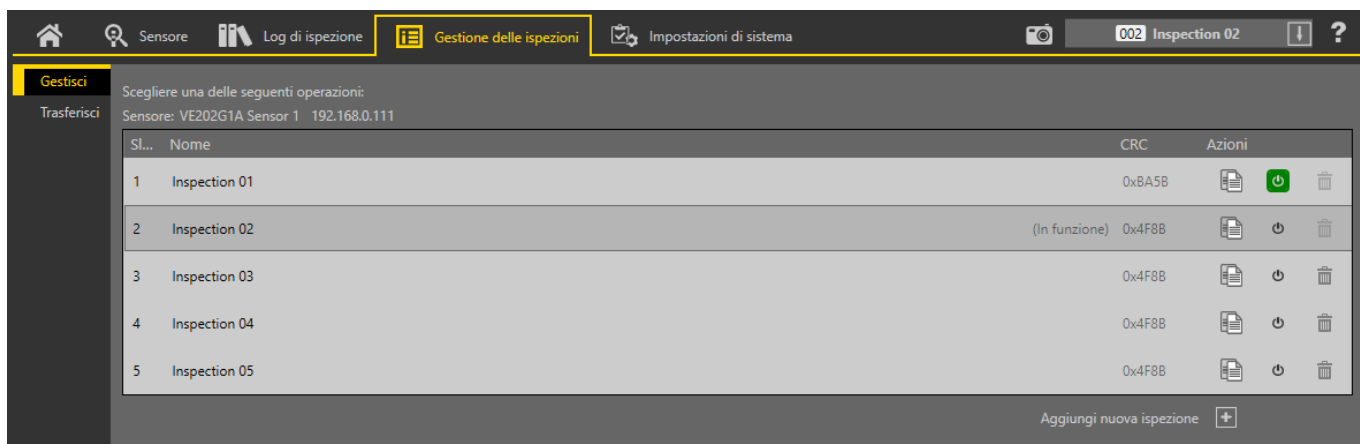 Sensore Log di ispezione Gestione delle ispezioni Impostazioni di sistema 002 Inspection 02 ?
Gestisci
Trasferisci
Scegliere una delle seguenti operazioni:
Sensore: VE202G1A Sensor 1 192.168.0.111
Sl... Nome CRC Azioni
1 Inspection 01 0xBA5B
2 Inspection 02 (In funzione) 0x4F8B
3 Inspection 03 0x4F8B
4 Inspection 04 0x4F8B
5 Inspection 05 0x4F8B
Aggiungi nuova ispezione